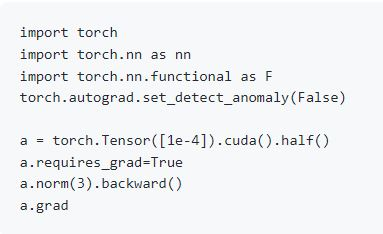 import torch
import torch.nn as nn
import torch.nn.functional as F
torch.autograd.set_detect_anomaly(False)
a = torch.Tensor([1e-4]).cuda().half()
a.requires_grad=True
a.norm(3).backward()
a.grad